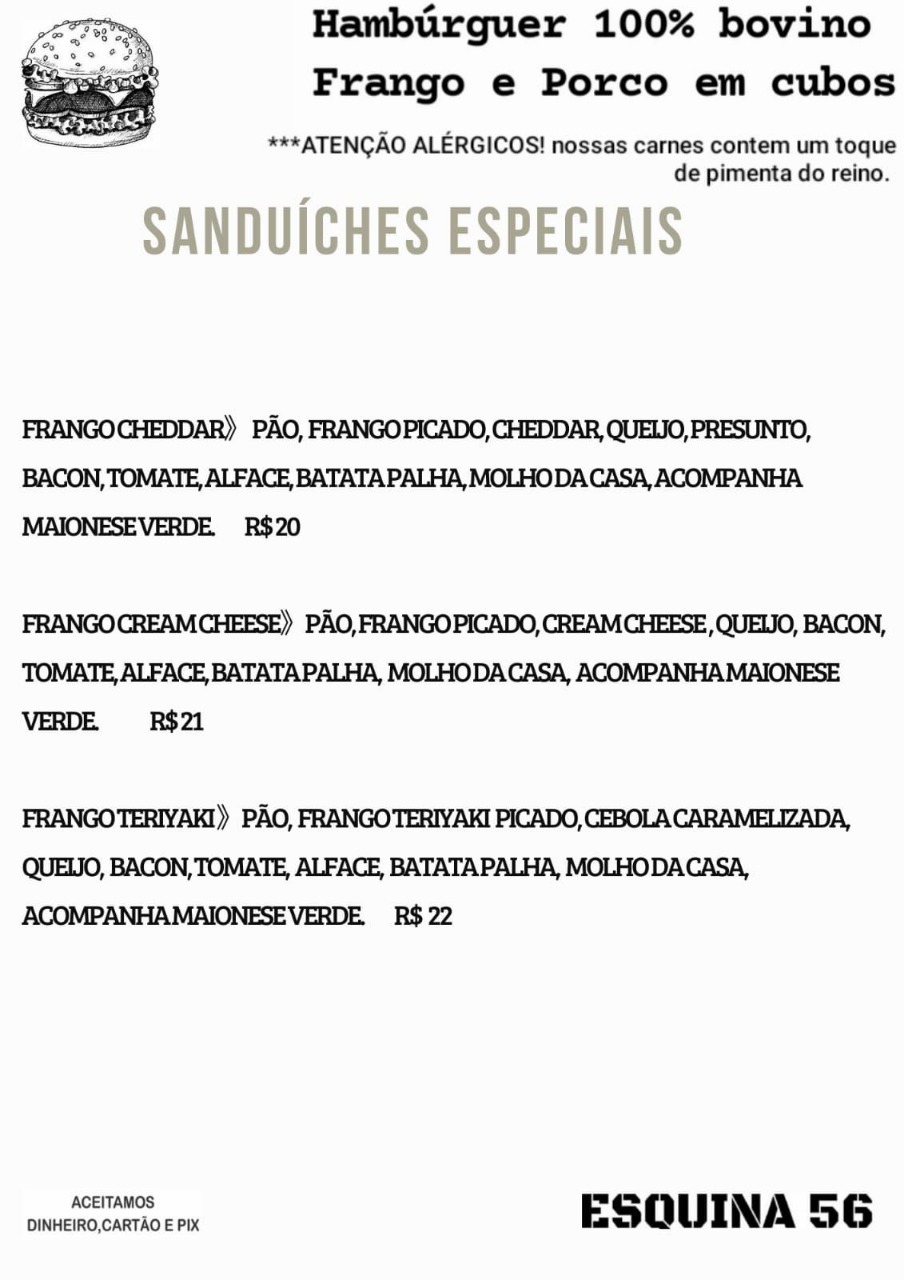 Hambúrguer 100% bovino
Frango e Porco em cubos
***ATENÇÃO ALÉRGICOS! nossas carnes contem um toque
de pimenta do reino.
SANDUÍCHES ESPECIAIS
FRANGO CHEDDAR》 PÃO, FRANGO PICADO, CHEDDAR, QUEIJO, PRESUNTO,
BACON, TOMATE, ALFACE, BATATA PALHA, MOLHO DA CASA, ACOMPANHA
MAIONESE VERDE. R$ 20
FRANGO CREAM CHEESE》 PÃO, FRANGO PICADO, CREAM CHEESE , QUEIJO, BACON,
TOMATE, ALFACE, BATATA PALHA, MOLHO DA CASA, ACOMPANHA MAIONESE
VERDE. R$ 21
FRANGO TERIYAKI》 PÃO, FRANGO TERIYAKI PICADO, CEBOLA CARAMELIZADA,
QUEIJO, BACON, TOMATE, ALFACE, BATATA PALHA, MOLHO DA CASA,
ACOMPANHA MAIONESE VERDE. R$ 22
ACEITAMOS
DINHEIRO,CARTÃO E PIX
ESQUINA 56